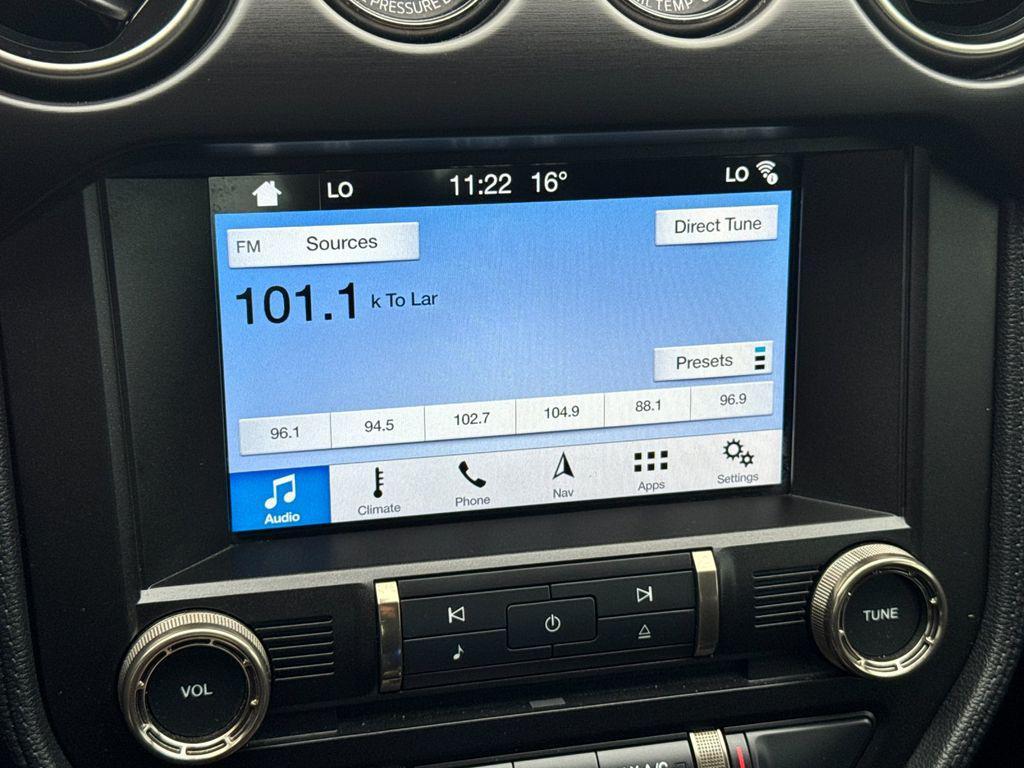 PRESSURE
TEMP
LO 11:22 16° LO
FM Sources
Direct Tune
101.1 k To Lar
Presets
96.1 94.5 102.7 104.9 88.1 96.9
Audio Climate Phone Nav Apps Settings
VOL
TUNE
A/C